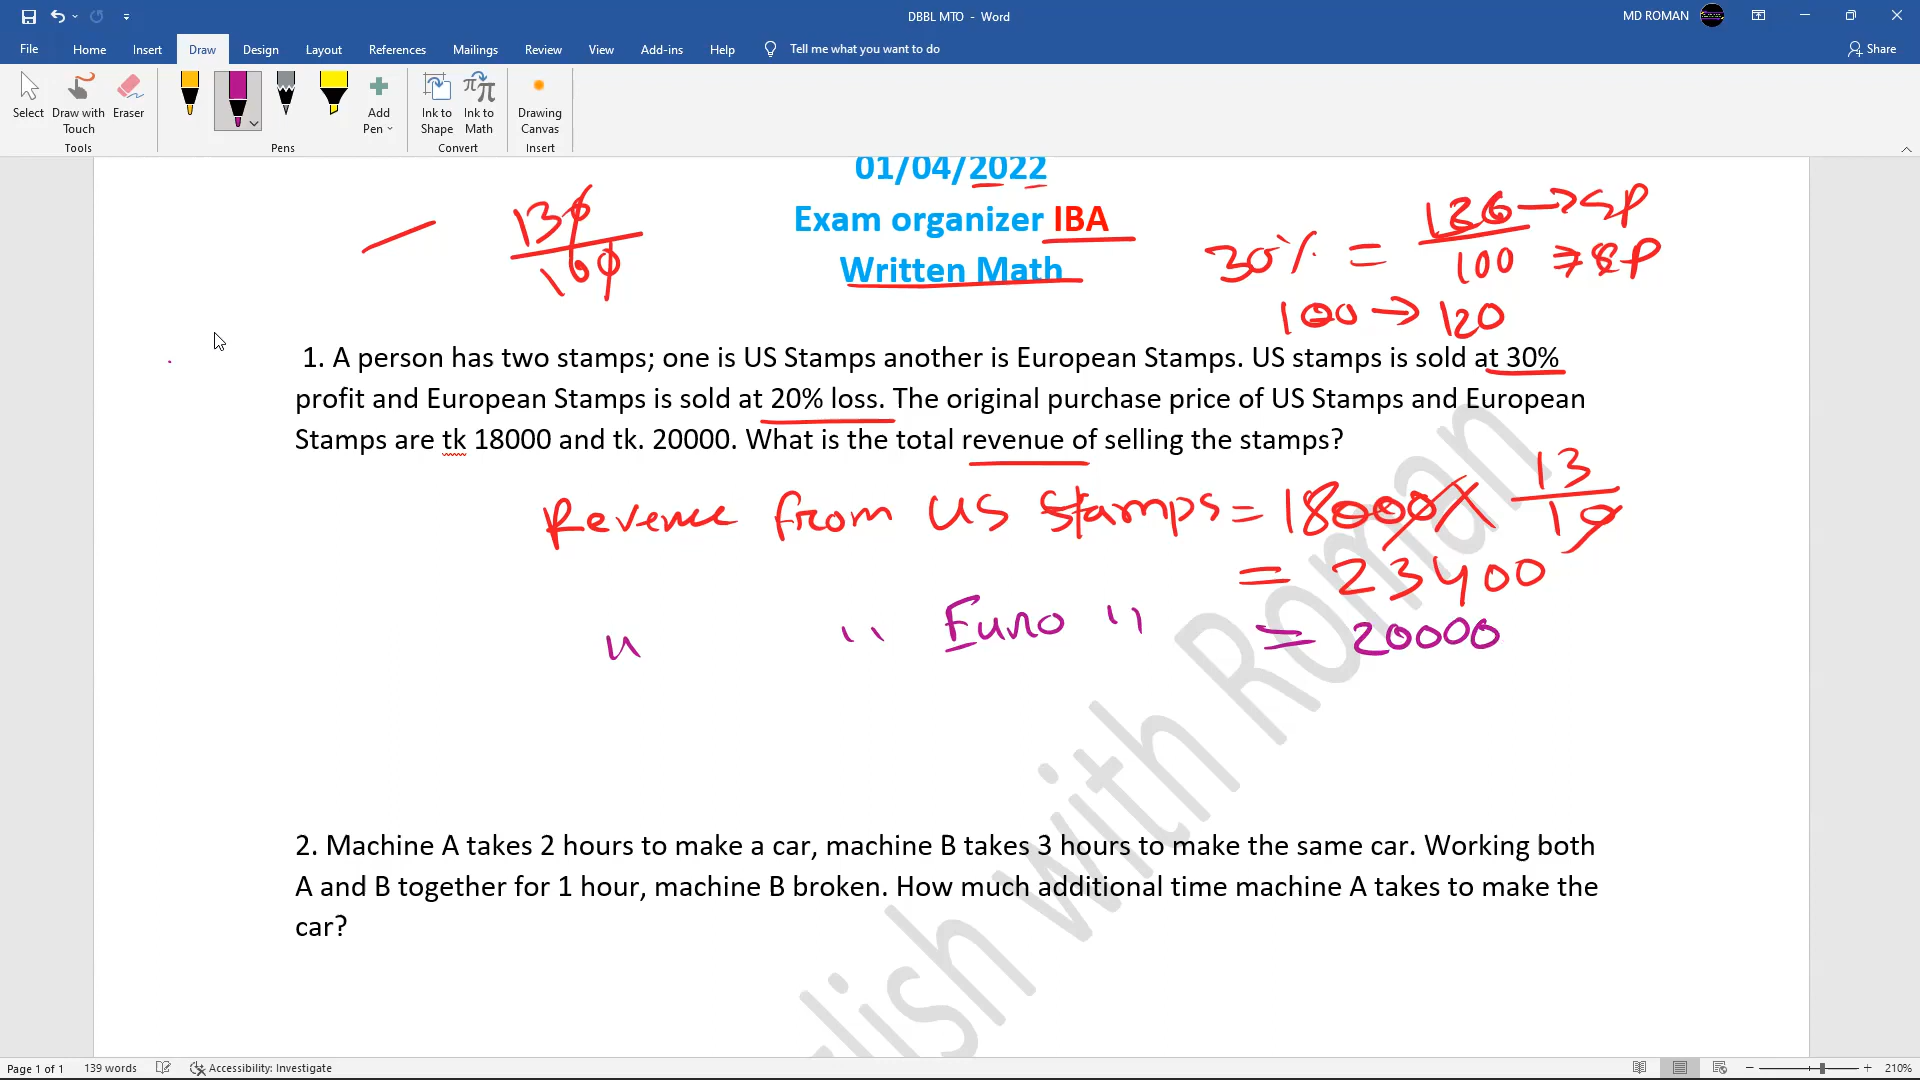 DBBL MTO - Word
MD ROMAN
File Home Insert Draw Design Layout References Mailings Review View Add-ins Help Tell me what you want to do Share
Select Draw with Touch Eraser Add Pen Ink to Shape Ink to Math Drawing Canvas
Tools Pens Convert Insert
01/04/2022
Exam organizer IBA
Written Math
130/100
30% = 130/100 → SP → CP
100 → 120
1. A person has two stamps; one is US Stamps another is European Stamps. US stamps is sold at 30%
profit and European Stamps is sold at 20% loss. The original purchase price of US Stamps and European
Stamps are tk 18000 and tk. 20000. What is the total revenue of selling the stamps?
Revenue from US Stamps = 18000 × 13/10
= 23400
" " Euro " = 20000
2. Machine A takes 2 hours to make a car, machine B takes 3 hours to make the same car. Working both
A and B together for 1 hour, machine B broken. How much additional time machine A takes to make the
car?
lish with Roman
Page 1 of 1 139 words Accessibility: Investigate 210%